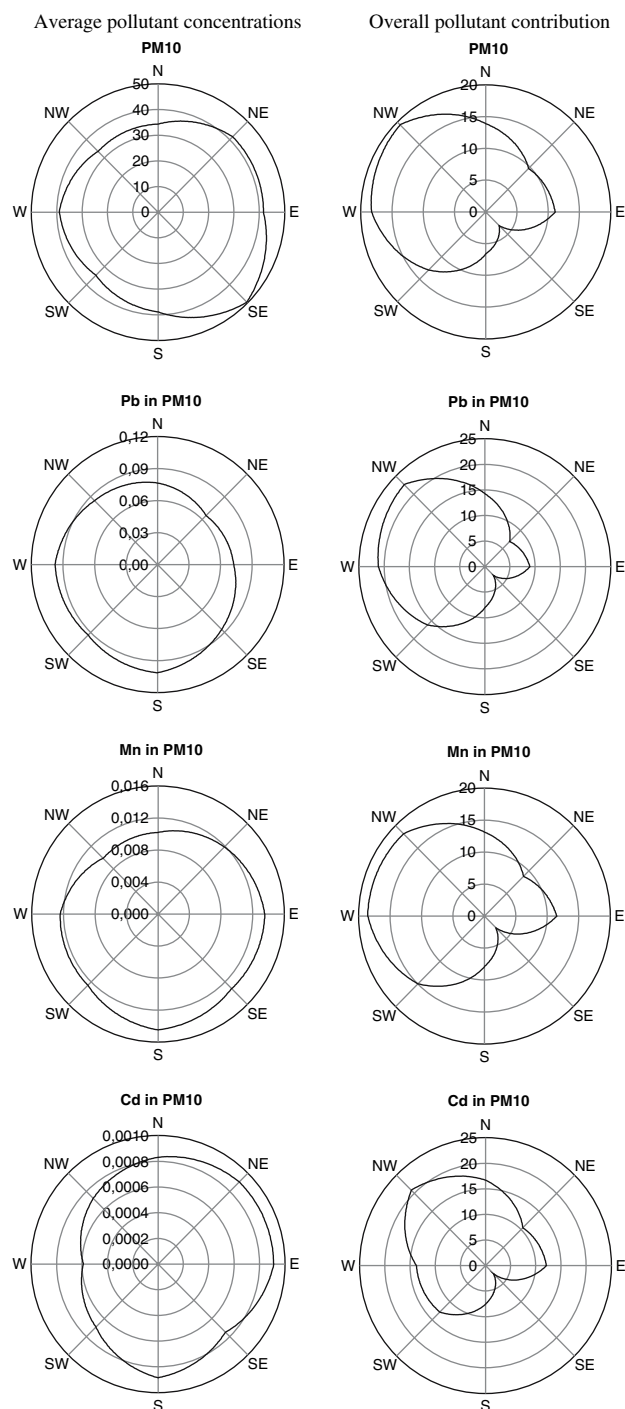 Average pollutant concentrations
Overall pollutant contribution
PM10
N
50
NW
NE
40
30
20
10
W
0
E
SW
SE
S
PM10
N
20
NW
NE
15
10
5
W
0
E
SW
SE
S
Pb in PM10
N
0,12
NW
NE
0,09
0,06
0,03
W
0,00
E
SW
SE
S
Pb in PM10
N
25
NW
NE
20
15
10
5
W
0
E
SW
SE
S
Mn in PM10
N
0,016
NW
NE
0,012
0,008
0,004
W
0,000
E
SW
SE
S
Mn in PM10
N
20
NW
NE
15
10
5
W
0
E
SW
SE
S
Cd in PM10
N
0,0010
NW
NE
0,0008
0,0006
0,0004
0,0002
W
0,0000
E
SW
SE
S
Cd in PM10
N
25
NW
NE
20
15
10
5
W
0
E
SW
SE
S